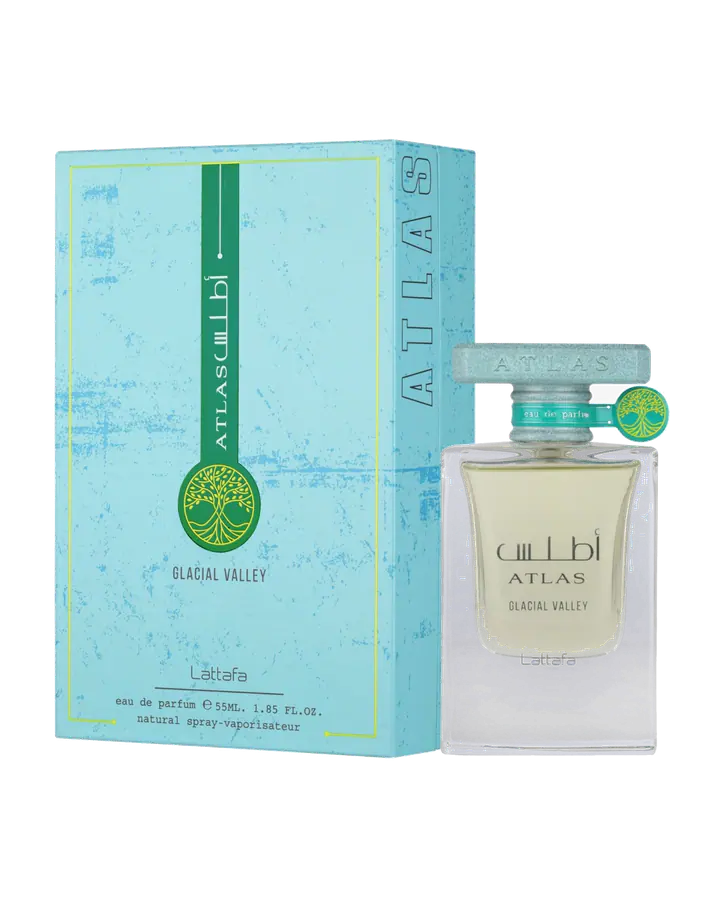 أطلس
ATLAS
GLACIAL VALLEY
Lattafa
eau de parfum ℮ 55ML. 1.85 FL.OZ.
natural spray-vaporisateur
ATLAS
ATLAS
eau de parfu
أطلس
ATLAS
GLACIAL VALLEY
Lattafa